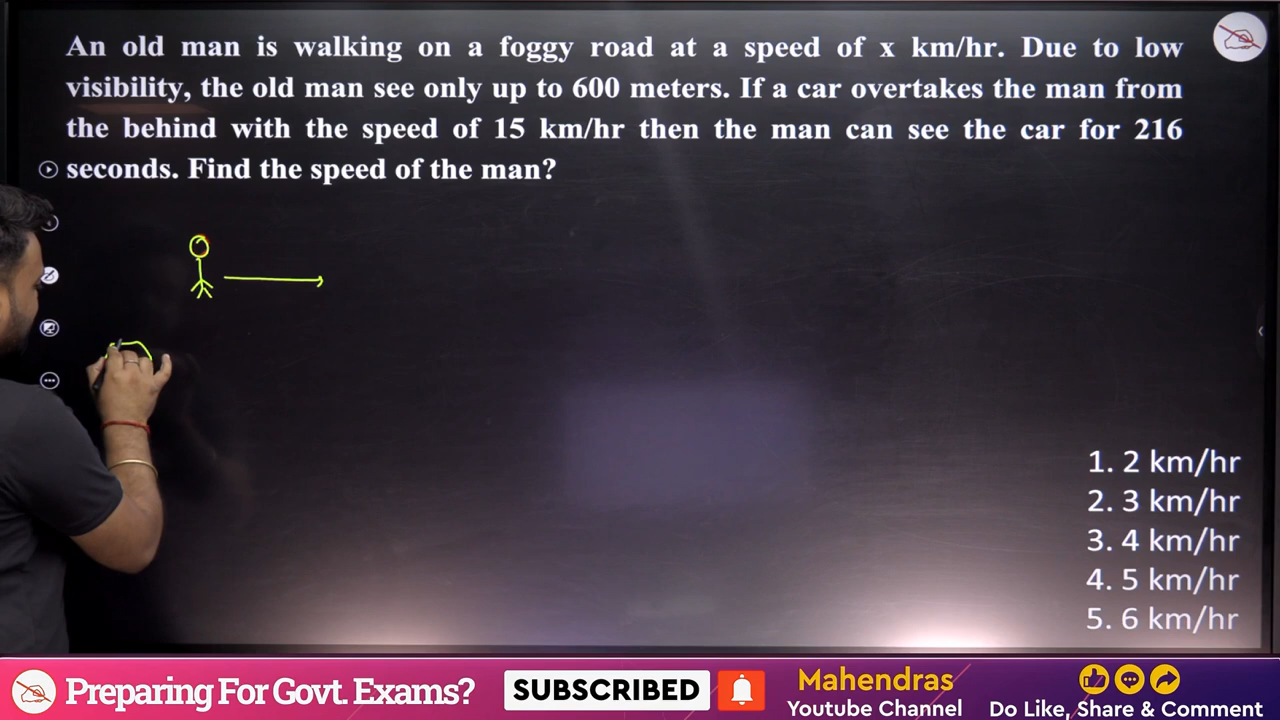 An old man is walking on a foggy road at a speed of x km/hr. Due to low
visibility, the old man see only up to 600 meters. If a car overtakes the man from
the behind with the speed of 15 km/hr then the man can see the car for 216
seconds. Find the speed of the man?
1. 2 km/hr
2. 3 km/hr
3. 4 km/hr
4. 5 km/hr
5. 6 km/hr
Preparing For Govt. Exams?
SUBSCRIBED
Mahendras
Youtube Channel
Do Like, Share & Comment